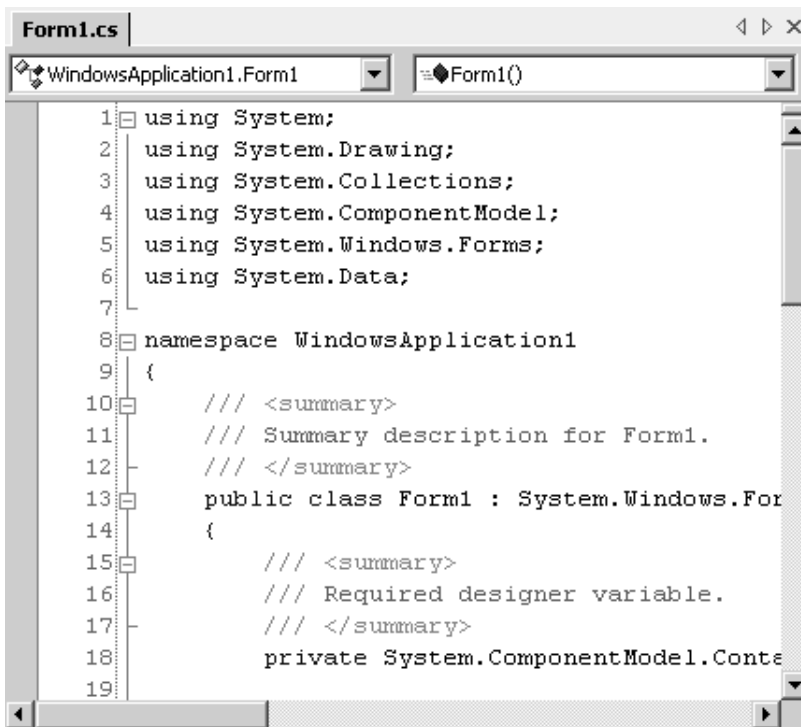 Form1.cs
WindowsApplication1.Form1 Form1()
1 using System;
2 using System.Drawing;
3 using System.Collections;
4 using System.ComponentModel;
5 using System.Windows.Forms;
6 using System.Data;
7
8 namespace WindowsApplication1
9 {
10 /// <summary>
11 /// Summary description for Form1.
12 /// </summary>
13 public class Form1 : System.Windows.For
14 {
15 /// <summary>
16 /// Required designer variable.
17 /// </summary>
18 private System.ComponentModel.Conta
19